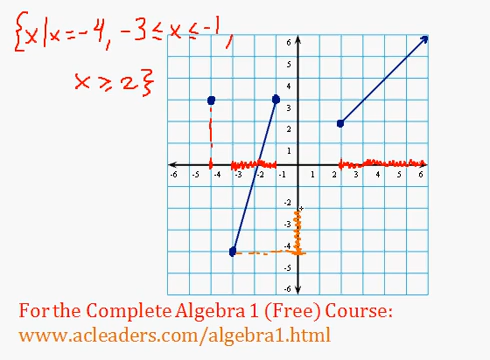 {x|x=-4, -3≤x≤-1,
x≥2}
6
5
4
3
2
1
-6 -5 -4 -3 -2 -1 1 2 3 4 5 6
-2
-3
-4
-5
-6
For the Complete Algebra 1 (Free) Course:
www.acleaders.com/algebra1.html